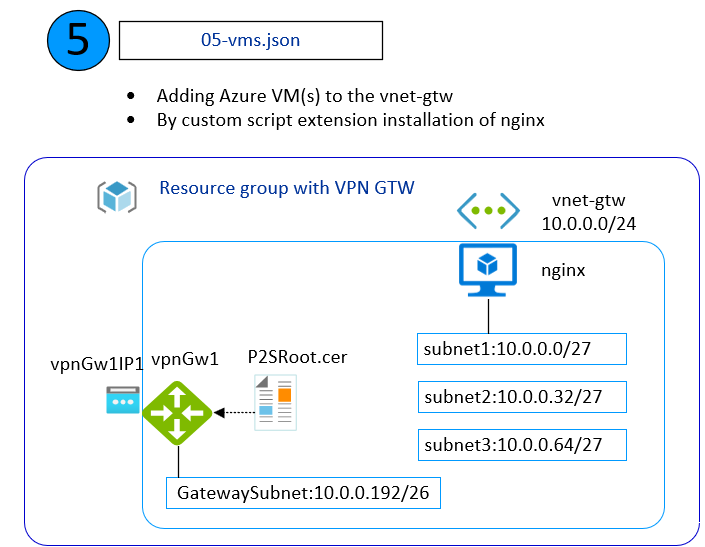 5
05-vms.json
• Adding Azure VM(s) to the vnet-gtw
• By custom script extension installation of nginx
Resource group with VPN GTW
vnet-gtw
10.0.0.0/24
nginx
subnet1:10.0.0.0/27
subnet2:10.0.0.32/27
subnet3:10.0.0.64/27
vpnGw1IP1
vpnGw1
P2SRoot.cer
GatewaySubnet:10.0.0.192/26